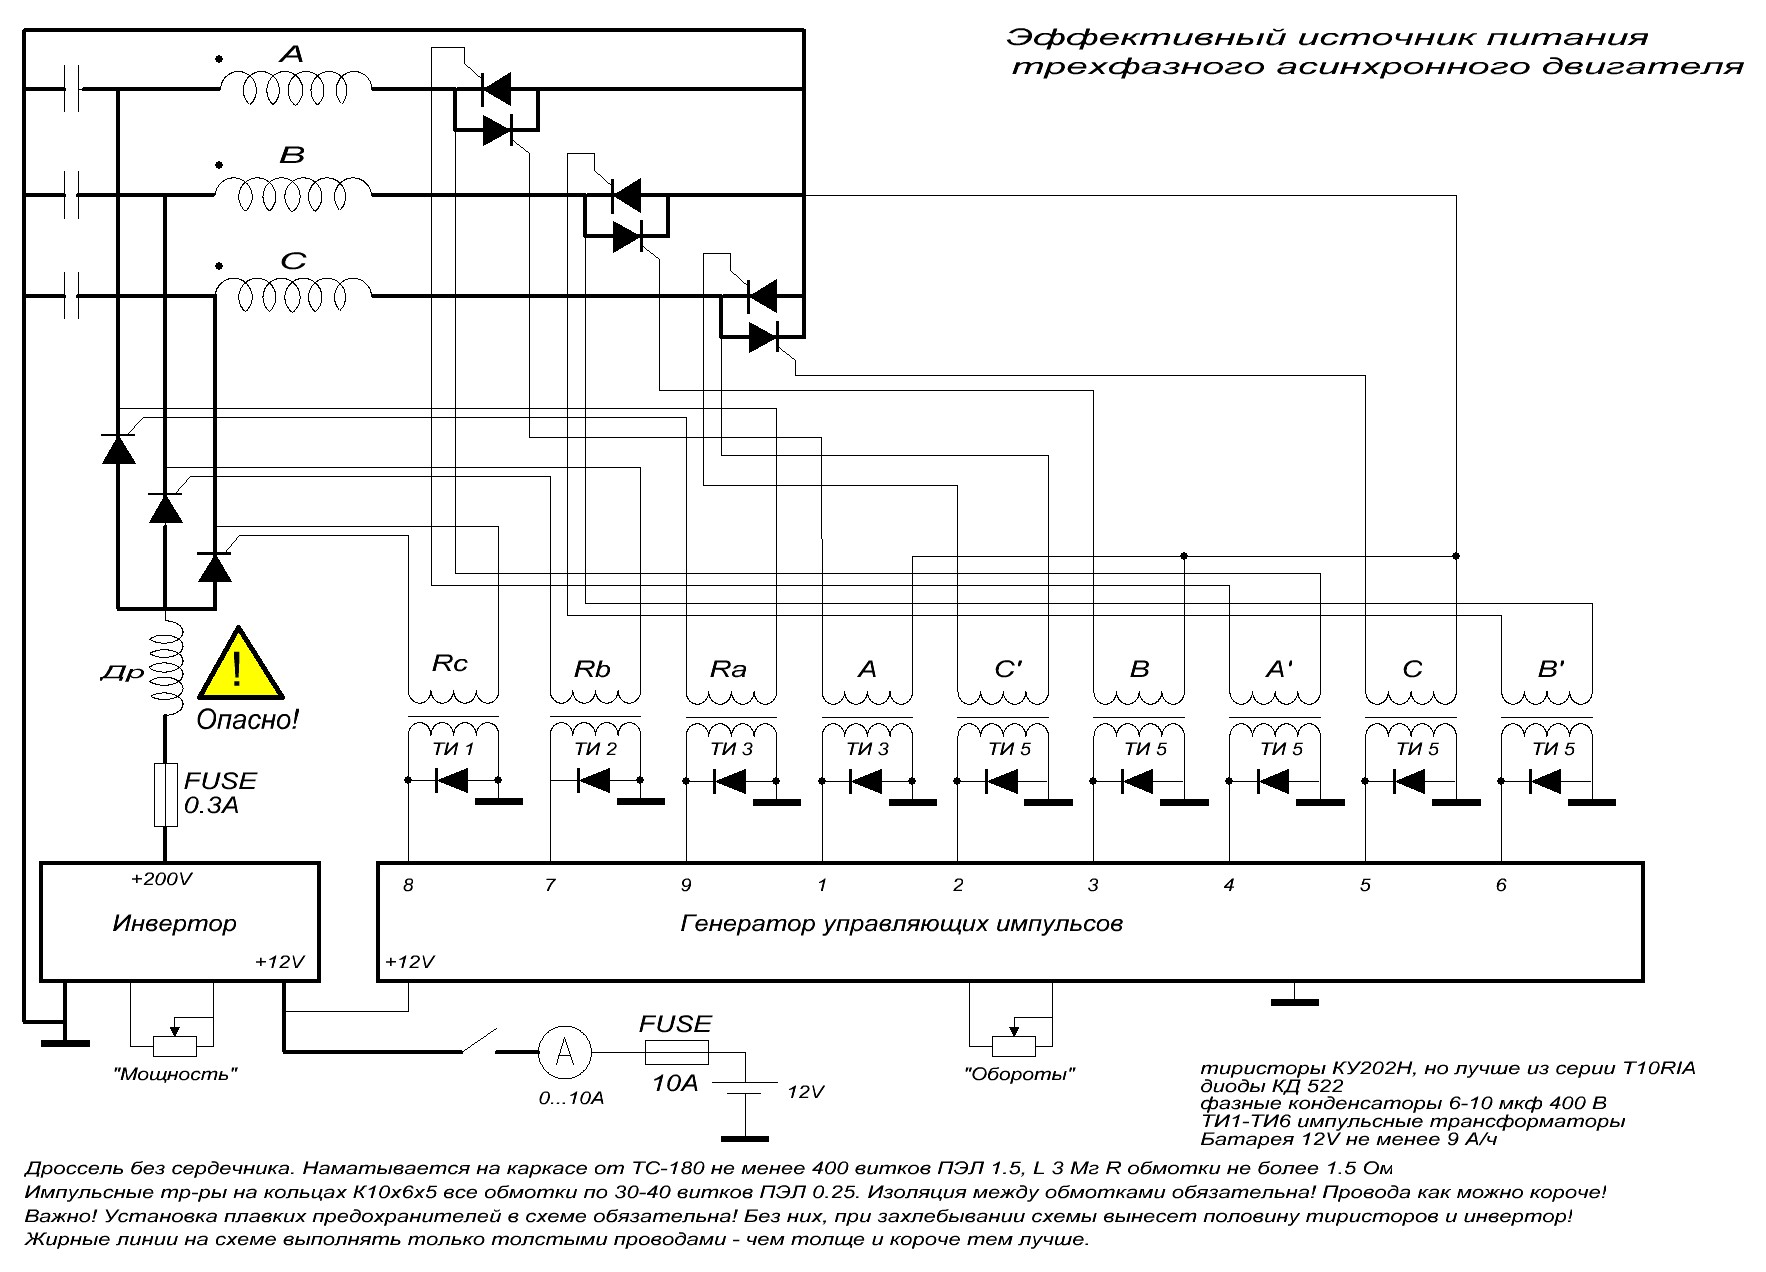 Эффективный источник питания
трехфазного асинхронного двигателя
A
B
C
Др
!
Опасно!
FUSE
0.3A
Rc
Rb
Ra
A
C'
B
A'
C
B'
ТИ 1
ТИ 2
ТИ 3
ТИ 3
ТИ 5
ТИ 5
ТИ 5
ТИ 5
ТИ 5
+200V
Инвертор
+12V
8
7
9
1
2
3
4
5
6
Генератор управляющих импульсов
+12V
"Мощность"
A
0...10A
FUSE
10A
12V
"Обороты"
тиристоры КУ202Н, но лучше из серии T10RIA
диоды КД 522
фазные конденсаторы 6-10 мкф 400 В
ТИ1-ТИ6 импульсные трансформаторы
Батарея 12V не менее 9 А/ч
Дроссель без сердечника. Наматывается на каркасе от ТС-180 не менее 400 витков ПЭЛ 1.5, L 3 Мг R обмотки не более 1.5 Ом
Импульсные тр-ры на кольцах К10х6х5 все обмотки по 30-40 витков ПЭЛ 0.25. Изоляция между обмотками обязательна! Провода как можно короче!
Важно! Установка плавких предохранителей в схеме обязательна! Без них, при захлебывании схемы вынесет половину тиристоров и инвертор!
Жирные линии на схеме выполнять только толстыми проводами - чем толще и короче тем лучше.